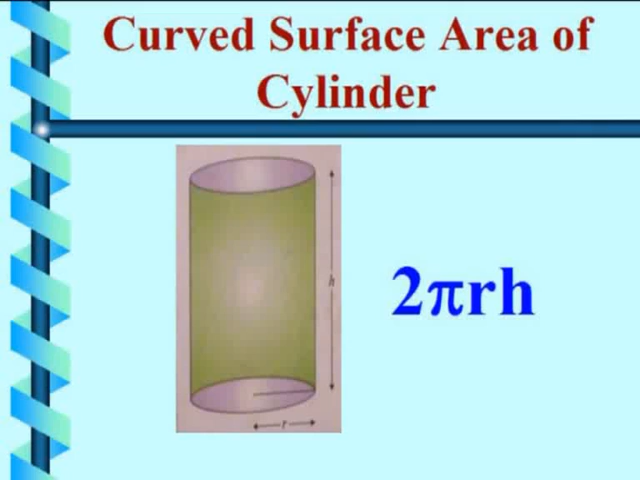 Curved Surface Area of
Cylinder
h
2πrh
r